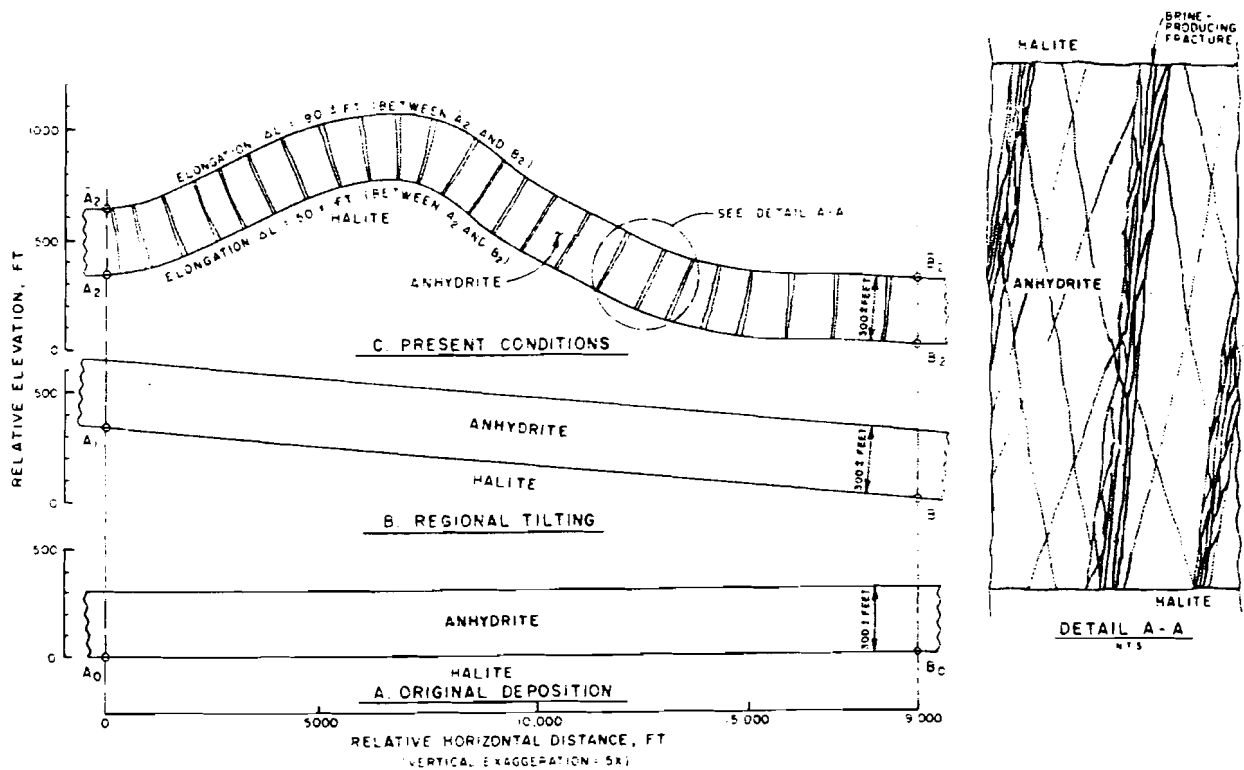 RELATIVE ELEVATION, FT
1000
500
0
500
0
500
0
A2
A2
ELONGATION ΔL = 90 ± FT (BETWEEN A2 AND B2)
ELONGATION ΔL = 50 ± FT (BETWEEN A2 AND B2)
HALITE
ANHYDRITE
SEE DETAIL A-A
300 ± FEET
B2
C. PRESENT CONDITIONS
A1
ANHYDRITE
HALITE
300 ± FEET
B. REGIONAL TILTING
ANHYDRITE
300 ± FEET
A0
HALITE
A. ORIGINAL DEPOSITION
0
5000
10,000
15,000
9 000
RELATIVE HORIZONTAL DISTANCE, FT
(VERTICAL EXAGGERATION = 5X)
BRINE-
PRODUCING
FRACTURE
HALITE
ANHYDRITE
HALITE
DETAIL A-A
NTS